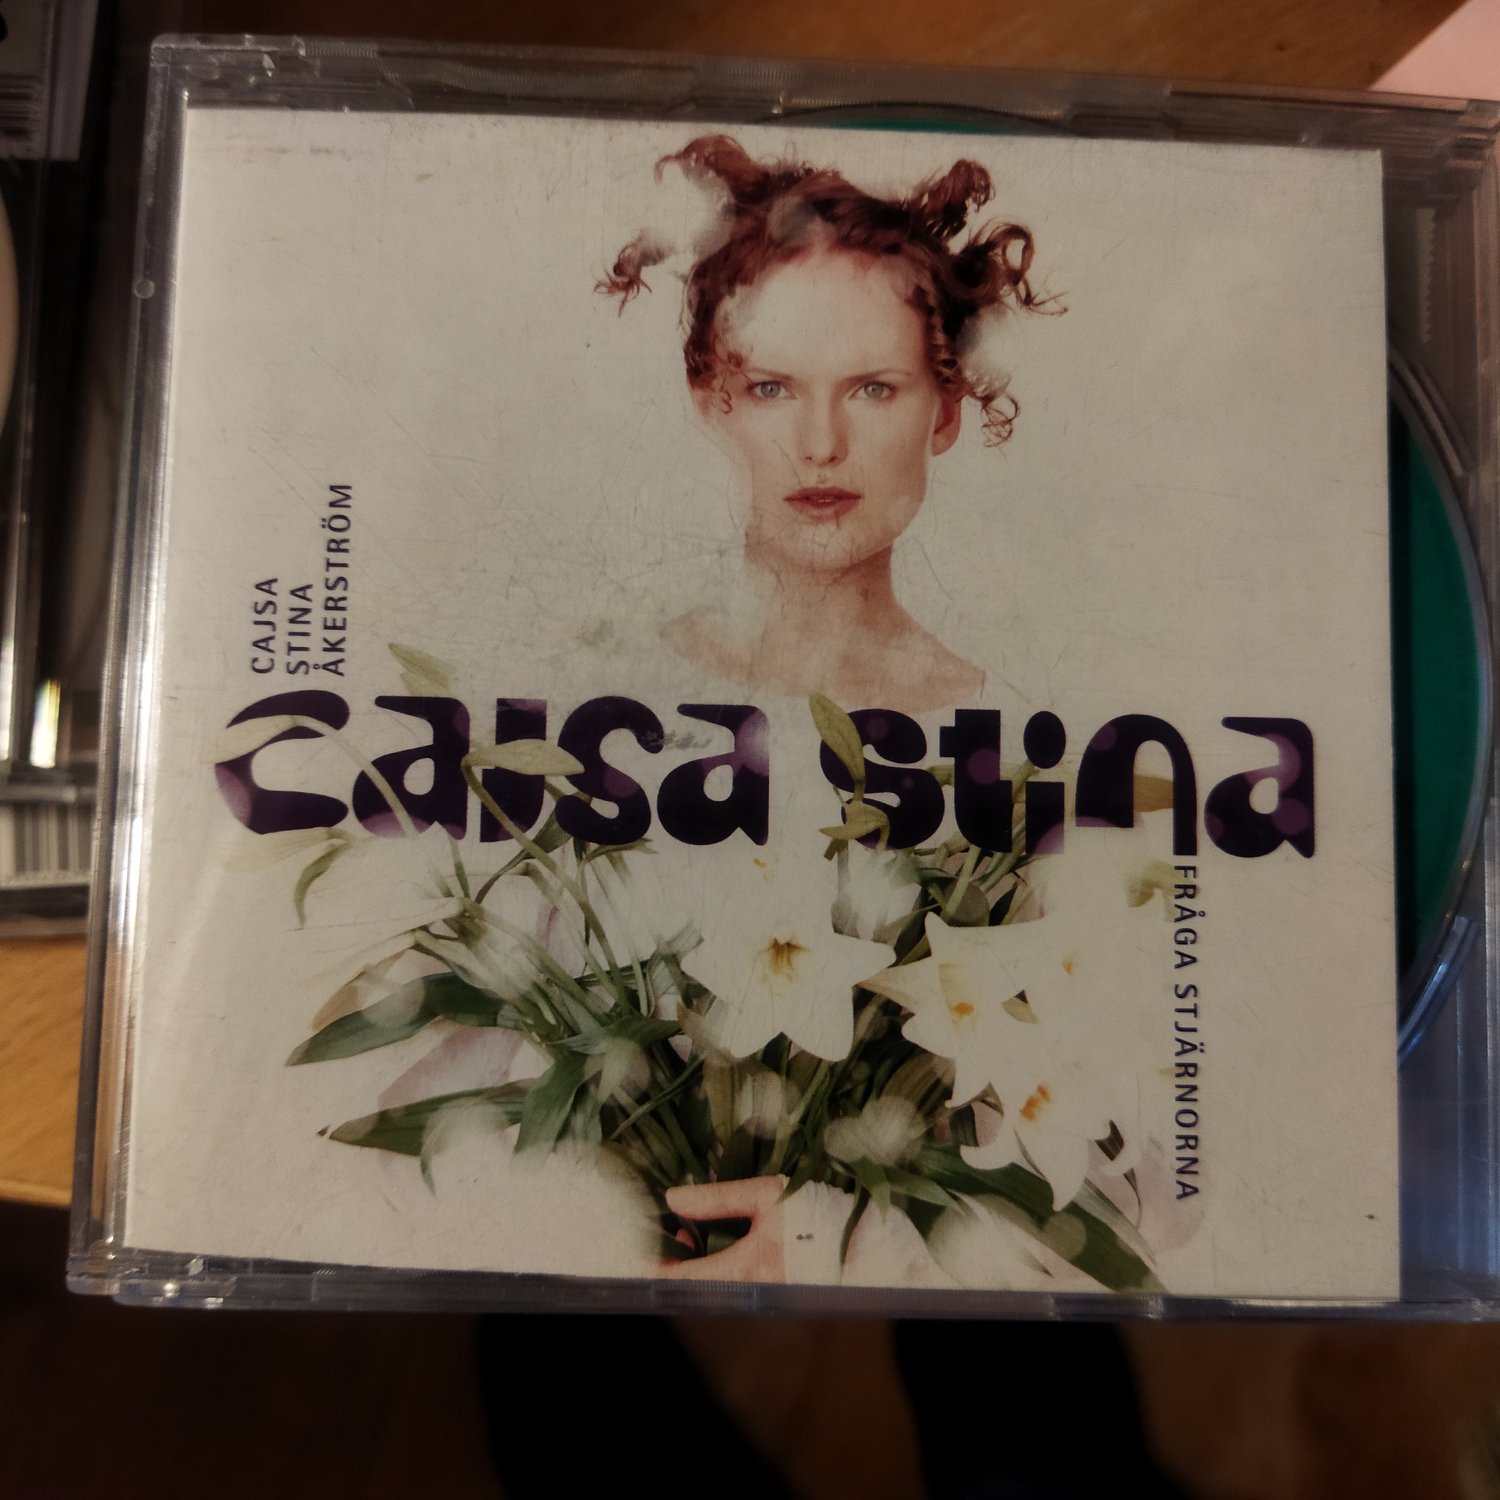 CAJSA
STINA
ÅKERSTRÖM
cajsa stina
FRÅGA STJÄRNORNA